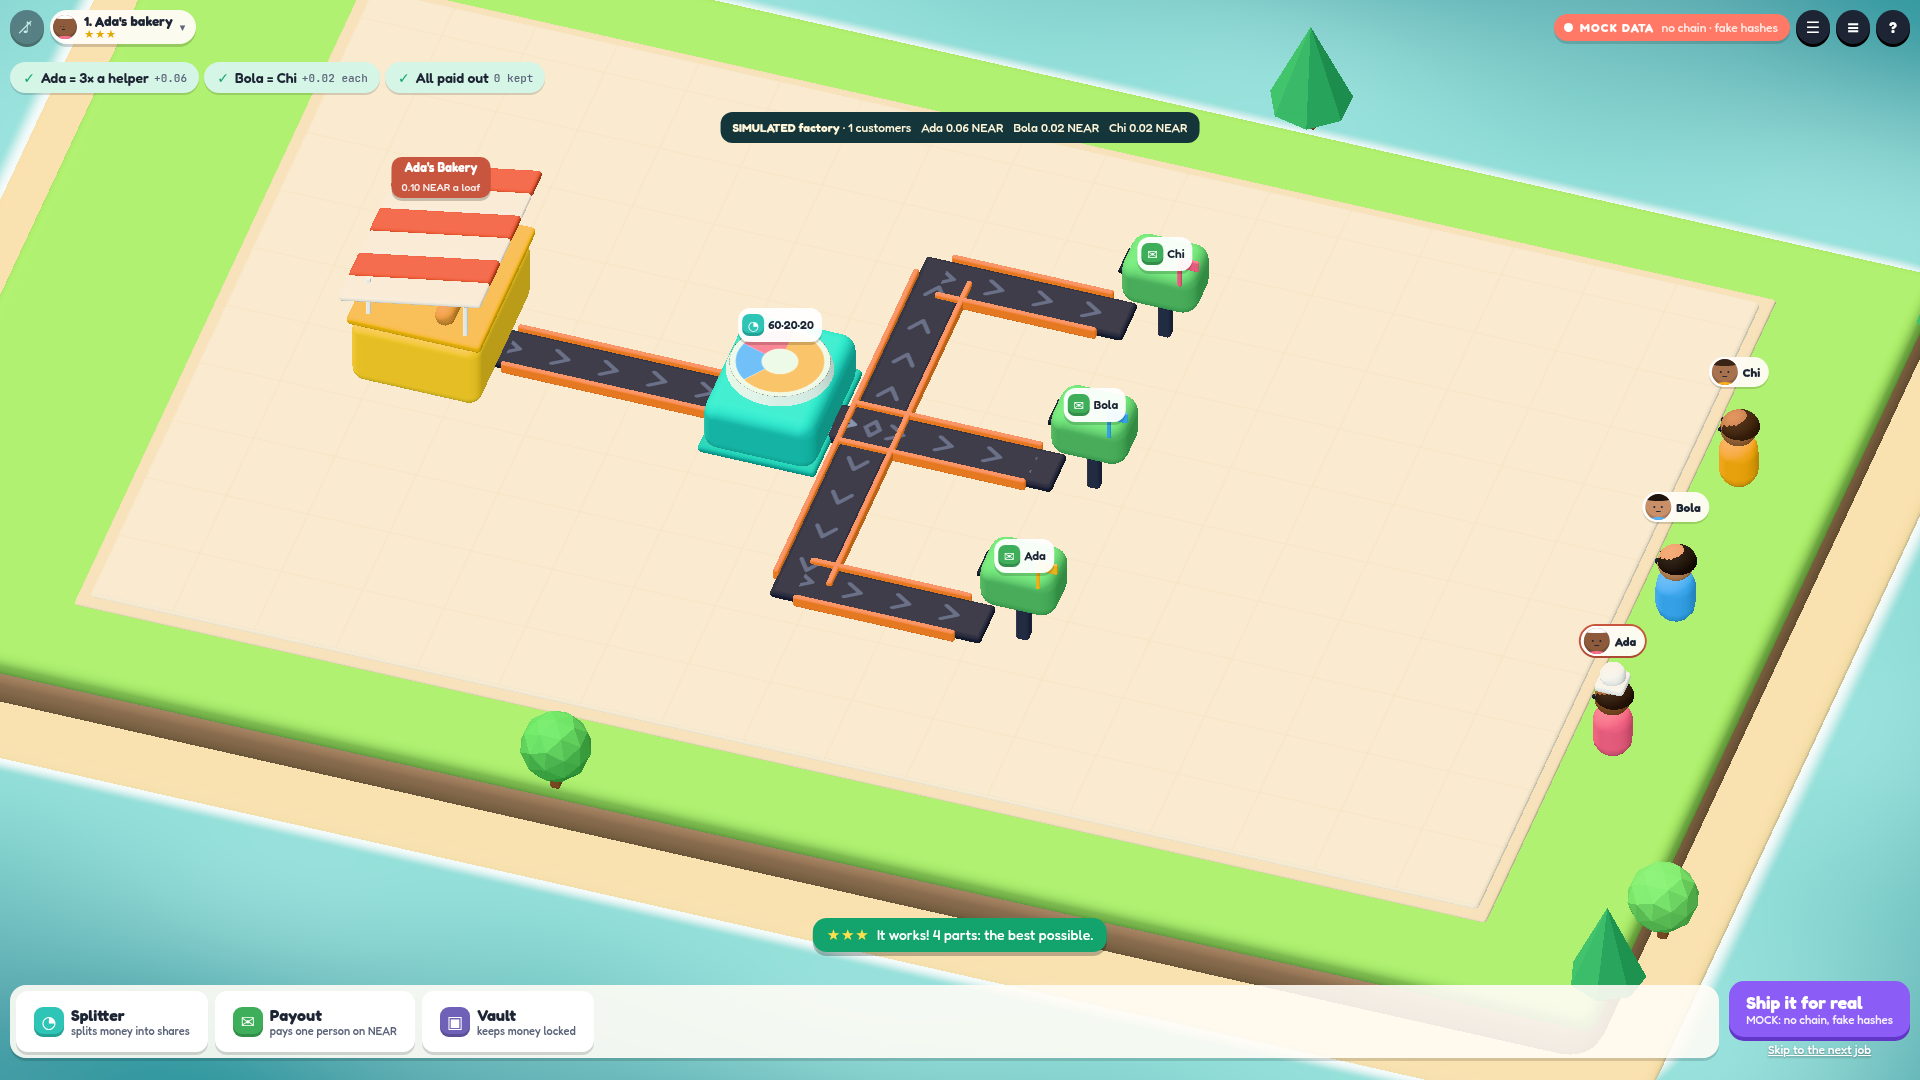 1. Ada's bakery
★★★
MOCK DATA no chain · fake hashes
?
✓ Ada = 3x a helper +0.06
✓ Bola = Chi +0.02 each
✓ All paid out 0 kept
SIMULATED factory · 1 customers Ada 0.06 NEAR Bola 0.02 NEAR Chi 0.02 NEAR
Ada's Bakery
0.10 NEAR a loaf
Chi
60·20·20
Chi
Bola
Bola
Ada
Ada
★★★ It works! 4 parts: the best possible.
Splitter
splits money into shares
Payout
pays one person on NEAR
Vault
keeps money locked
Ship it for real
MOCK: no chain, fake hashes
Skip to the next job